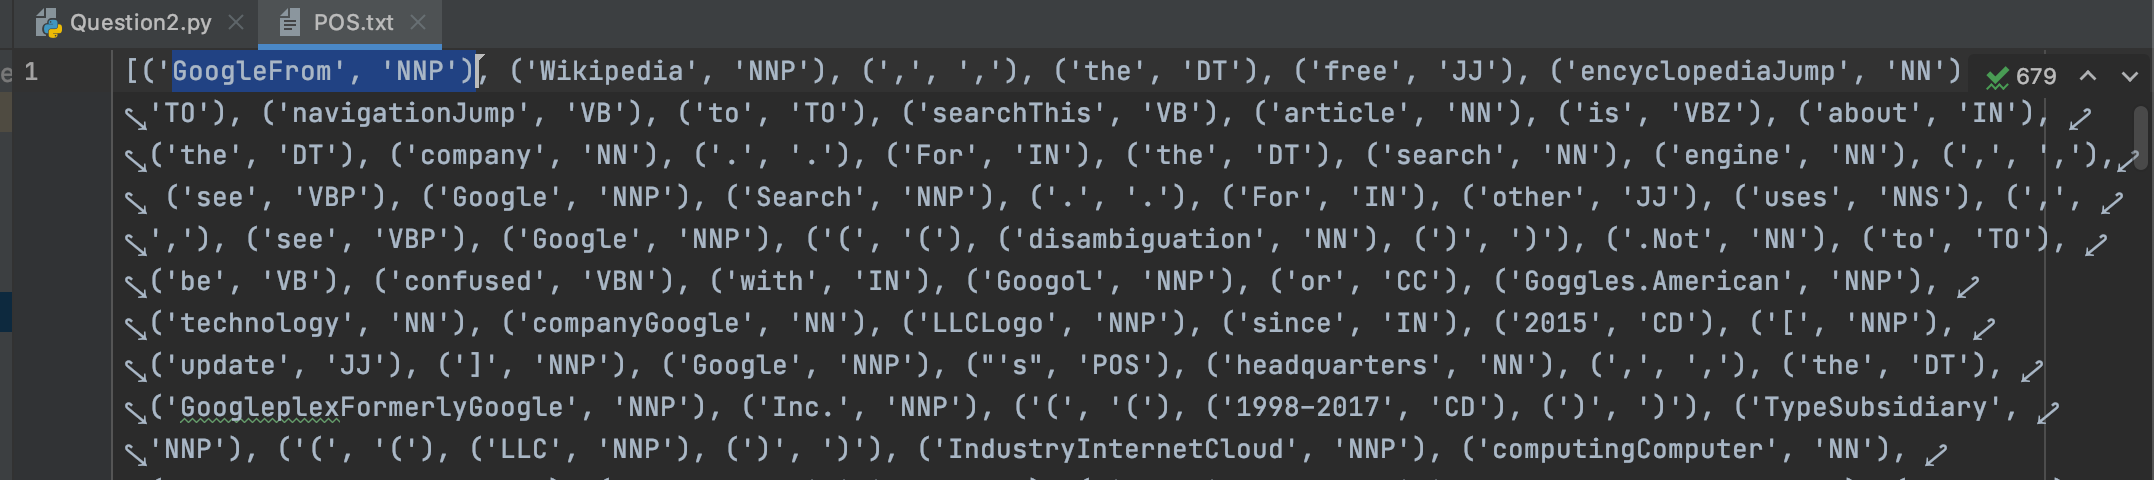 Question2.py POS.txt
1 [('GoogleFrom', 'NNP'), ('Wikipedia', 'NNP'), (',', ','), ('the', 'DT'), ('free', 'JJ'), ('encyclopediaJump', 'NN') 679
'TO'), ('navigationJump', 'VB'), ('to', 'TO'), ('searchThis', 'VB'), ('article', 'NN'), ('is', 'VBZ'), ('about', 'IN'),
('the', 'DT'), ('company', 'NN'), ('.', '.'), ('For', 'IN'), ('the', 'DT'), ('search', 'NN'), ('engine', 'NN'), (',', ','),
('see', 'VBP'), ('Google', 'NNP'), ('Search', 'NNP'), ('.', '.'), ('For', 'IN'), ('other', 'JJ'), ('uses', 'NNS'), (',',
','), ('see', 'VBP'), ('Google', 'NNP'), ('(', '('), ('disambiguation', 'NN'), (')', ')'), ('.Not', 'NN'), ('to', 'TO'),
('be', 'VB'), ('confused', 'VBN'), ('with', 'IN'), ('Googol', 'NNP'), ('or', 'CC'), ('Goggles.American', 'NNP'),
('technology', 'NN'), ('companyGoogle', 'NN'), ('LLCLogo', 'NNP'), ('since', 'IN'), ('2015', 'CD'), ('[', 'NNP'),
('update', 'JJ'), (']', 'NNP'), ('Google', 'NNP'), ("'s", 'POS'), ('headquarters', 'NN'), (',', ','), ('the', 'DT'),
('GoogleplexFormerlyGoogle', 'NNP'), ('Inc.', 'NNP'), ('(', '('), ('1998-2017', 'CD'), (')', ')'), ('TypeSubsidiary',
'NNP'), ('(', '('), ('LLC', 'NNP'), (')', ')'), ('IndustryInternetCloud', 'NNP'), ('computingComputer', 'NN'),